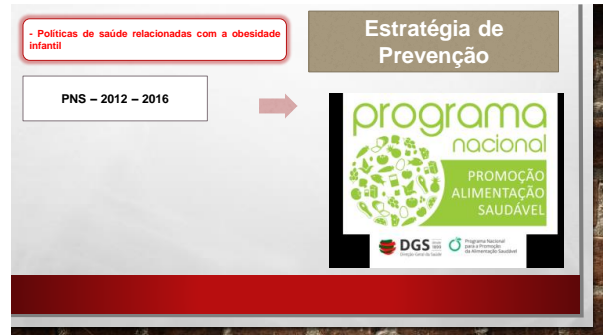 - Políticas de saúde relacionadas com a obesidade
infantil
Estratégia de
Prevenção
PNS – 2012 – 2016
programa
nacional
PROMOÇÃO
ALIMENTAÇÃO
SAUDÁVEL
DGS
Direção-Geral da Saúde
Programa Nacional
para a Promoção
da Alimentação Saudável